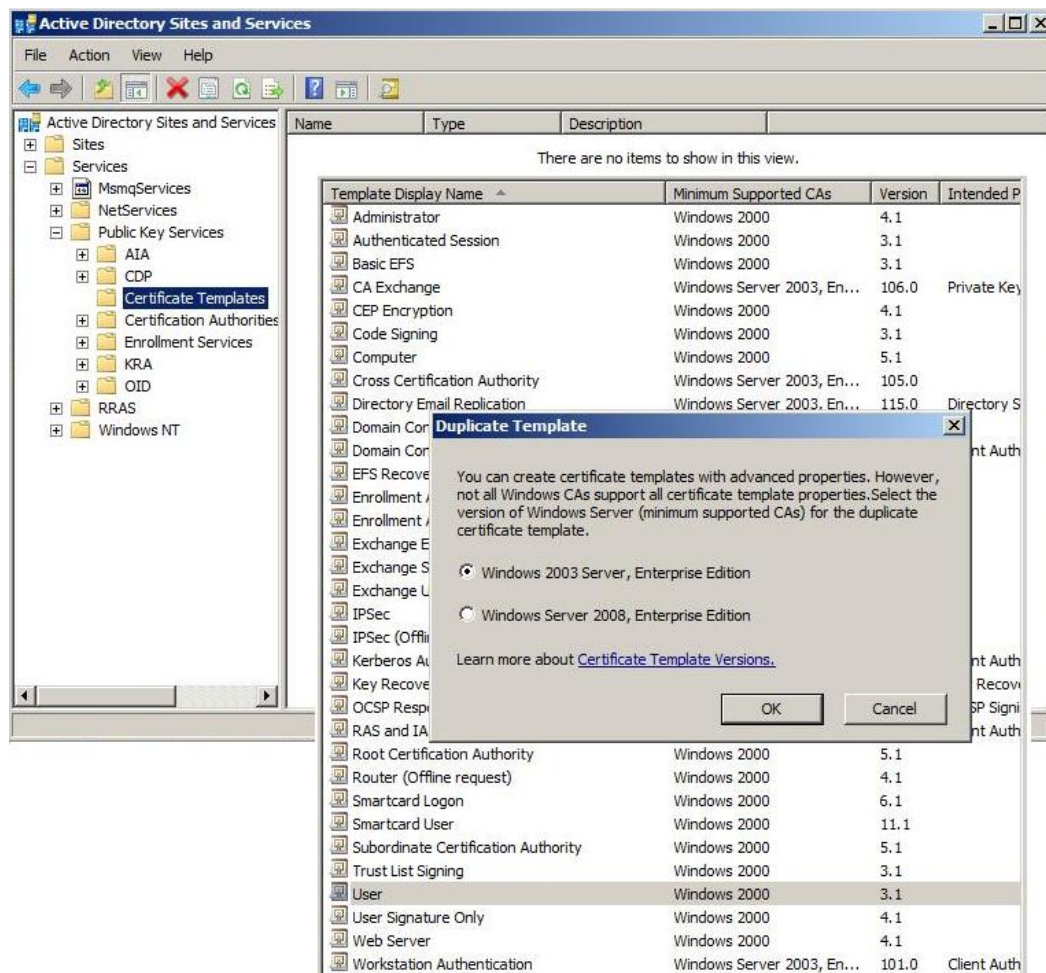 Active Directory Sites and Services
File Action View Help
Active Directory Sites and Services
Sites
Services
MsmqServices
NetServices
Public Key Services
AIA
CDP
Certificate Templates
Certification Authorities
Enrollment Services
KRA
OID
RRAS
Windows NT
Name Type Description
There are no items to show in this view.
Template Display Name Minimum Supported CAs Version Intended P
Administrator Windows 2000 4.1
Authenticated Session Windows 2000 3.1
Basic EFS Windows 2000 3.1
CA Exchange Windows Server 2003, En... 106.0 Private Key
CEP Encryption Windows 2000 4.1
Code Signing Windows 2000 3.1
Computer Windows 2000 5.1
Cross Certification Authority Windows Server 2003, En... 105.0
Directory Email Replication Windows Server 2003, En... 115.0 Directory S
Domain Con
Domain Con nt Auth
EFS Recove
Enrollment A
Enrollment A
Exchange E
Exchange S
Exchange U
IPSec
IPSec (Offli
Kerberos Au nt Auth
Key Recove Recov
OCSP Resp SP Signi
RAS and IA nt Auth
Duplicate Template
You can create certificate templates with advanced properties. However,
not all Windows CAs support all certificate template properties.Select the
version of Windows Server (minimum supported CAs) for the duplicate
certificate template.
Windows 2003 Server, Enterprise Edition
Windows Server 2008, Enterprise Edition
Learn more about Certificate Template Versions.
OK Cancel
Root Certification Authority Windows 2000 5.1
Router (Offline request) Windows 2000 4.1
Smartcard Logon Windows 2000 6.1
Smartcard User Windows 2000 11.1
Subordinate Certification Authority Windows 2000 5.1
Trust List Signing Windows 2000 3.1
User Windows 2000 3.1
User Signature Only Windows 2000 4.1
Web Server Windows 2000 4.1
Workstation Authentication Windows Server 2003, En... 101.0 Client Auth